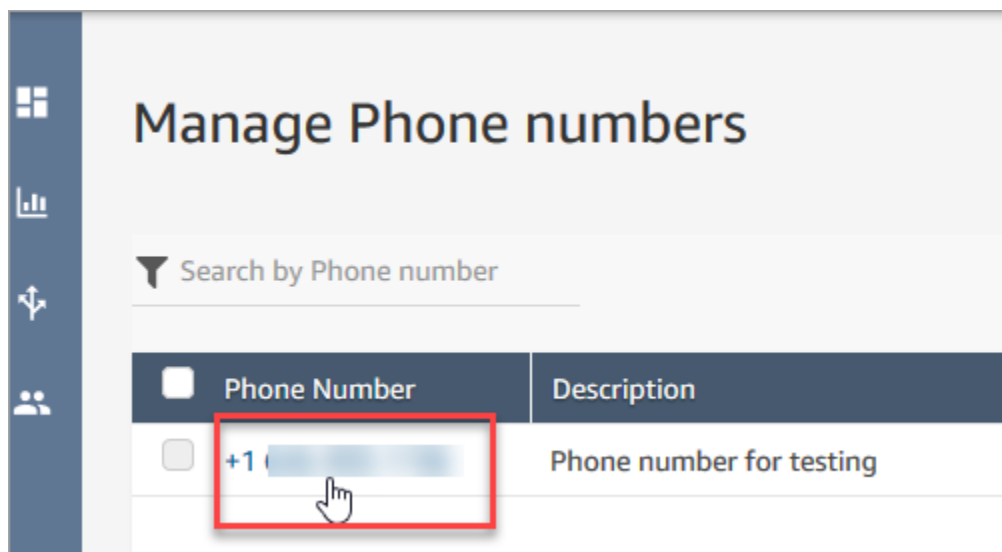 Manage Phone numbers
Search by Phone number
Phone Number Description
+1 ( Phone number for testing